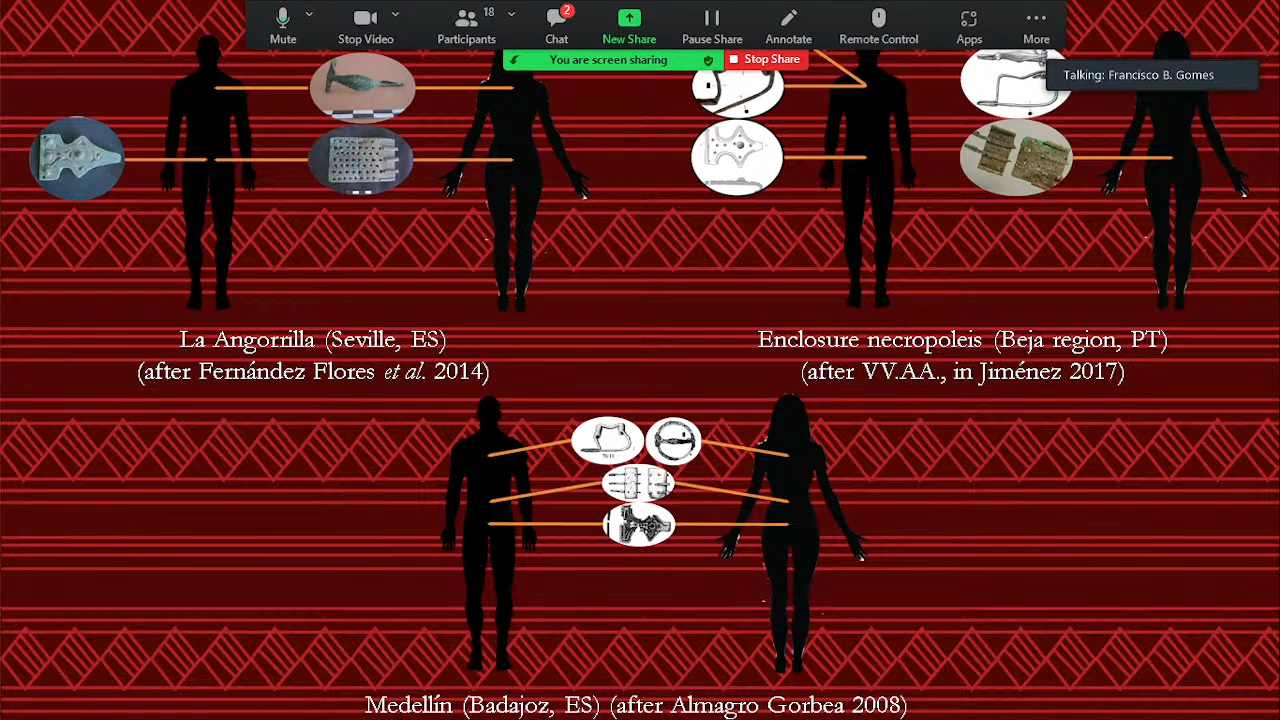 18
2
Mute
Stop Video
Participants
Chat
New Share
Pause Share
Annotate
Remote Control
Apps
More
You are screen sharing
Stop Share
Talking: Francisco B. Gomes
La Angorrilla (Seville, ES)
(after Fernández Flores et al. 2014)
Enclosure necropoleis (Beja region, PT)
(after VV.AA., in Jiménez 2017)
Medellín (Badajoz, ES) (after Almagro Gorbea 2008)